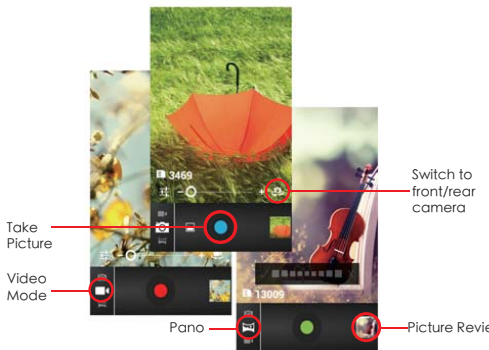 3469
Switch to
front/rear
camera
Take
Picture
Video
Mode
13009
Pano
Picture Revie